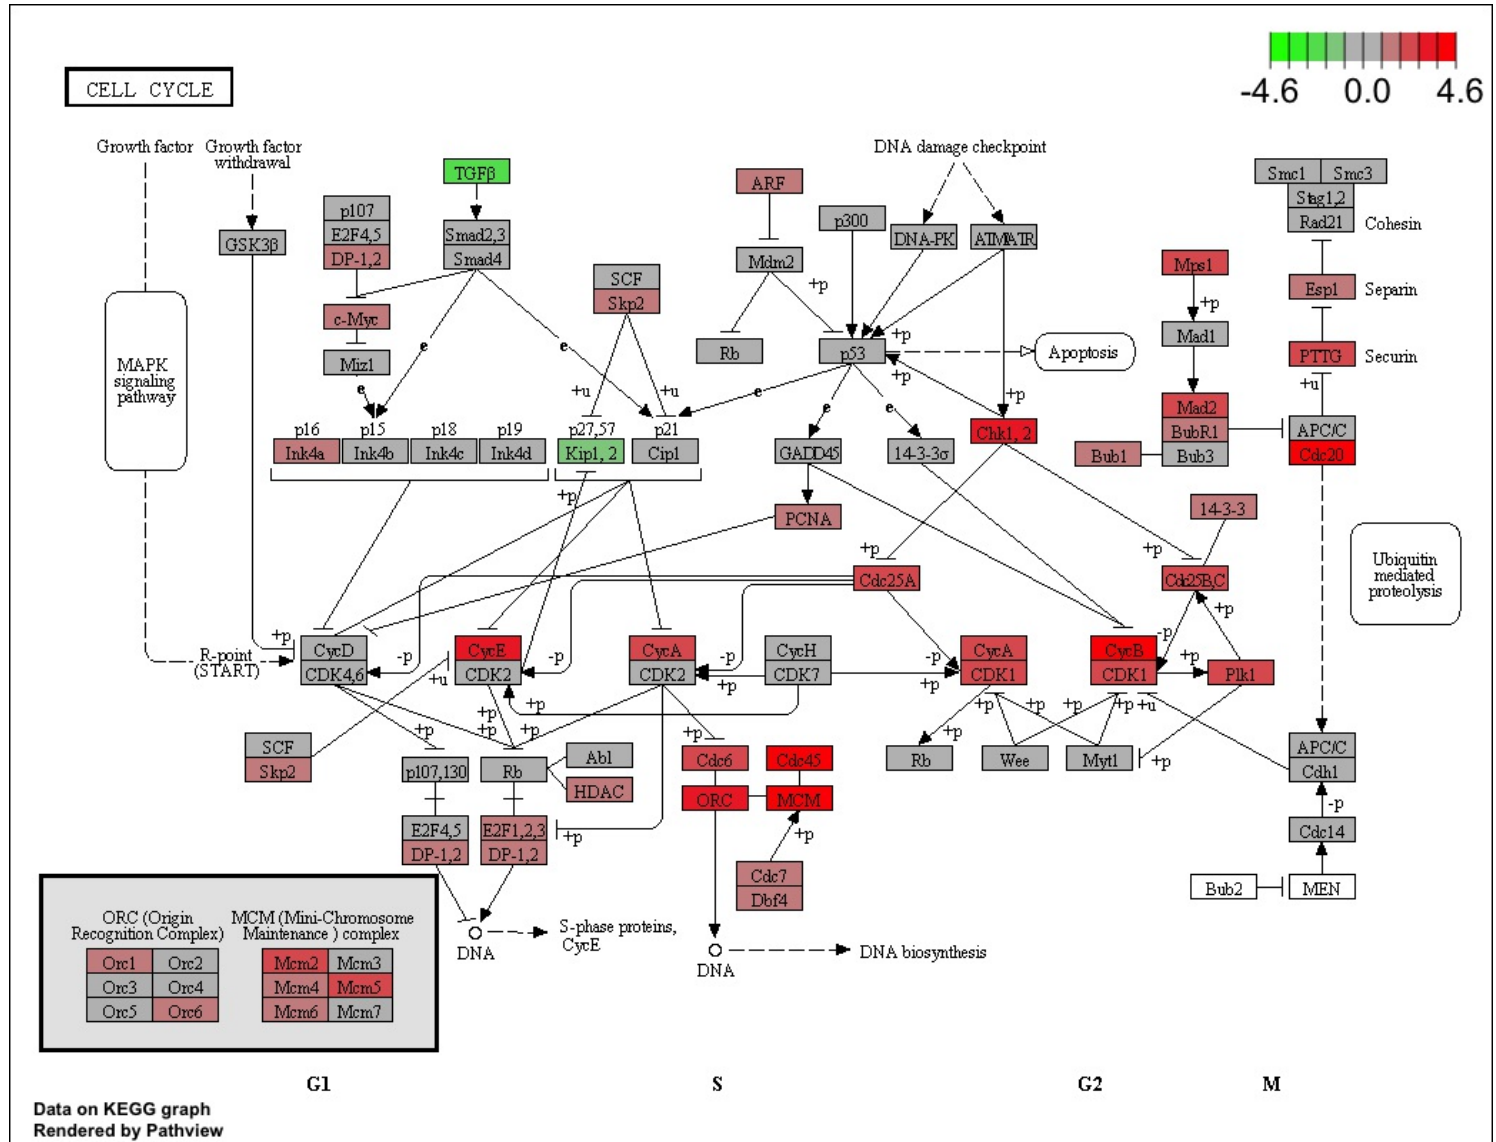 -4.6 0.0 4.6
CELL CYCLE
Growth factor
Growth factor
withdrawal
TGFβ
DNA damage checkpoint
ARF
Smc1 Smc3
Stag1,2
Rad21
Cohesin
p107
E2F4,5
DP-1,2
GSK3β
Smad2,3
Smad4
p300
DNA-PK
ATM/ATR
Mdm2
+p
SCF
Skp2
Mps1
+p
Esp1
Separin
c-Myc
Miz1
e
e
e
Rb
p53
+p
+p
Apoptosis
Mad1
PTTG
Securin
+u
MAPK
signaling
pathway
+u
+u
e
e
e
+p
p16
Ink4a
p15
Ink4b
p18
Ink4c
p19
Ink4d
p27,57
Kip1, 2
p21
Cip1
GADD45
14-3-3σ
Chk1, 2
Mad2
BubR1
Bub3
Bub1
APC/C
Cdc20
+p
PCNA
14-3-3
+p
+p
Cdc25A
Cdc25B,C
Ubiquitin
mediated
proteolysis
+p
R-point
(START)
+p
CycD
CDK4,6
-p
CycE
CDK2
-p
+u
CycA
CDK2
-p
+p
CycH
CDK7
-p
+p
CycA
CDK1
CycB
CDK1
-p
+p
Plk1
+p
+p
+p
+p
+p
+p
+p
+p
+u
+p
+p
SCF
Skp2
p107,130
Rb
Abl
HDAC
Cdc6
Cdc45
ORC
MCM
Rb
Wee
Myt1
APC/C
Cdh1
-p
E2F4,5
DP-1,2
E2F1,2,3
DP-1,2
+p
+p
Cdc7
Dbf4
Cdc14
Bub2
MEN
ORC (Origin
Recognition Complex)
Orc1 Orc2
Orc3 Orc4
Orc5 Orc6
MCM (Mini-Chromosome
Maintenance ) complex
Mcm2 Mcm3
Mcm4 Mcm5
Mcm6 Mcm7
DNA
S-phase proteins,
CycE
DNA
DNA biosynthesis
G1 S G2 M
Data on KEGG graph
Rendered by Pathview